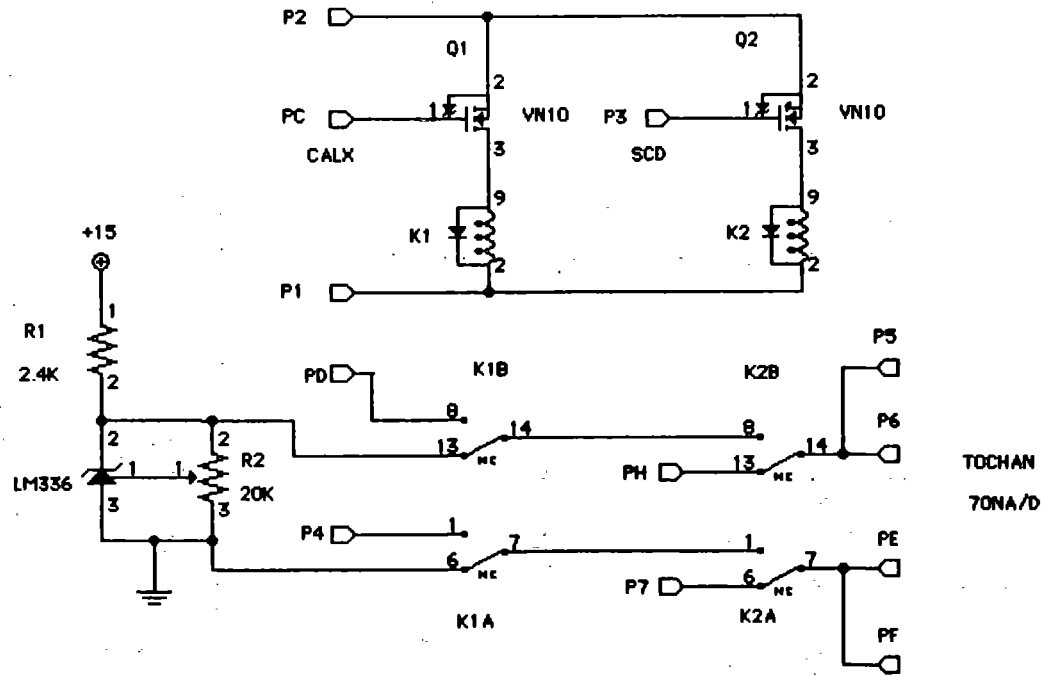 P2
Q1
Q2
2
2
PC
1
VN10
P3
1
VN10
CALX
3
SCD
3
9
9
K1
K2
+15
2
2
P1
1
R1
2.4K
2
P5
PD
K1B
K2B
8
14
8
P6
2
2
13
NC
14
R2
PH
13
NC
TOCHAN
LM336
1
1
20K
70NA/D
3
3
P4
1
7
1
PE
6
NC
7
P7
6
NC
K1A
K2A
PF